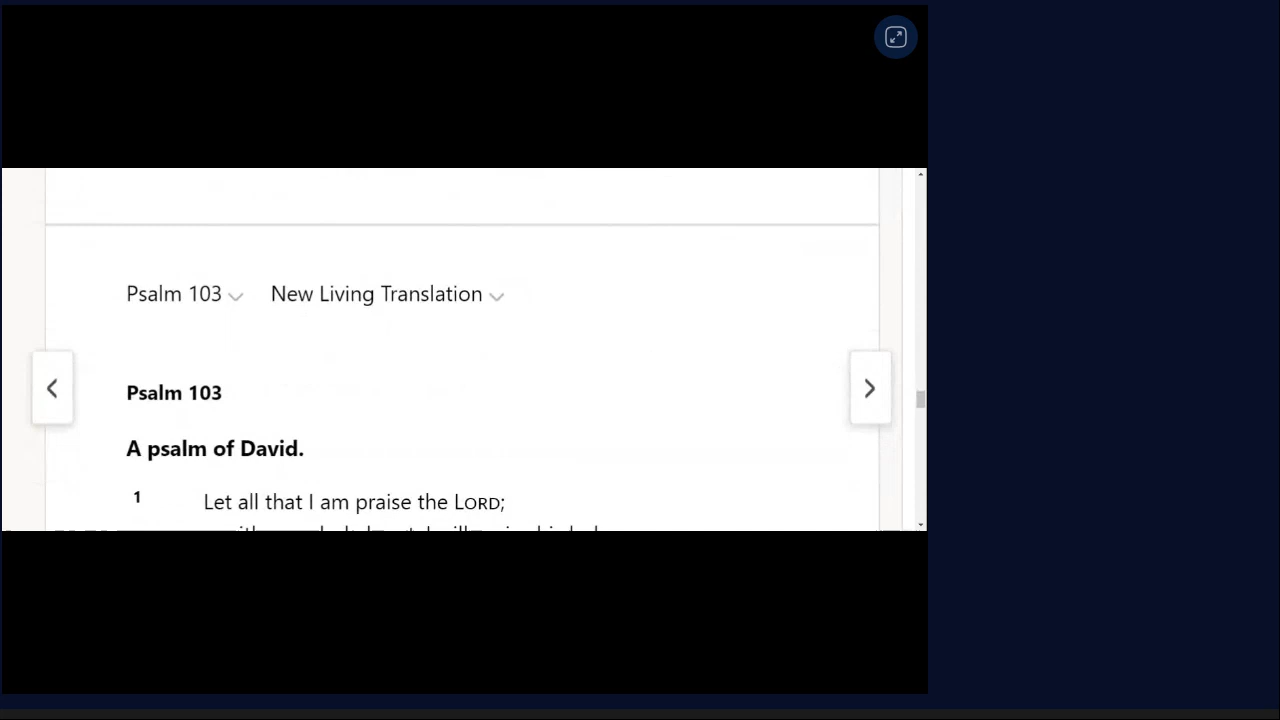 Psalm 103 New Living Translation
Psalm 103
A psalm of David.
1 Let all that I am praise the LORD;